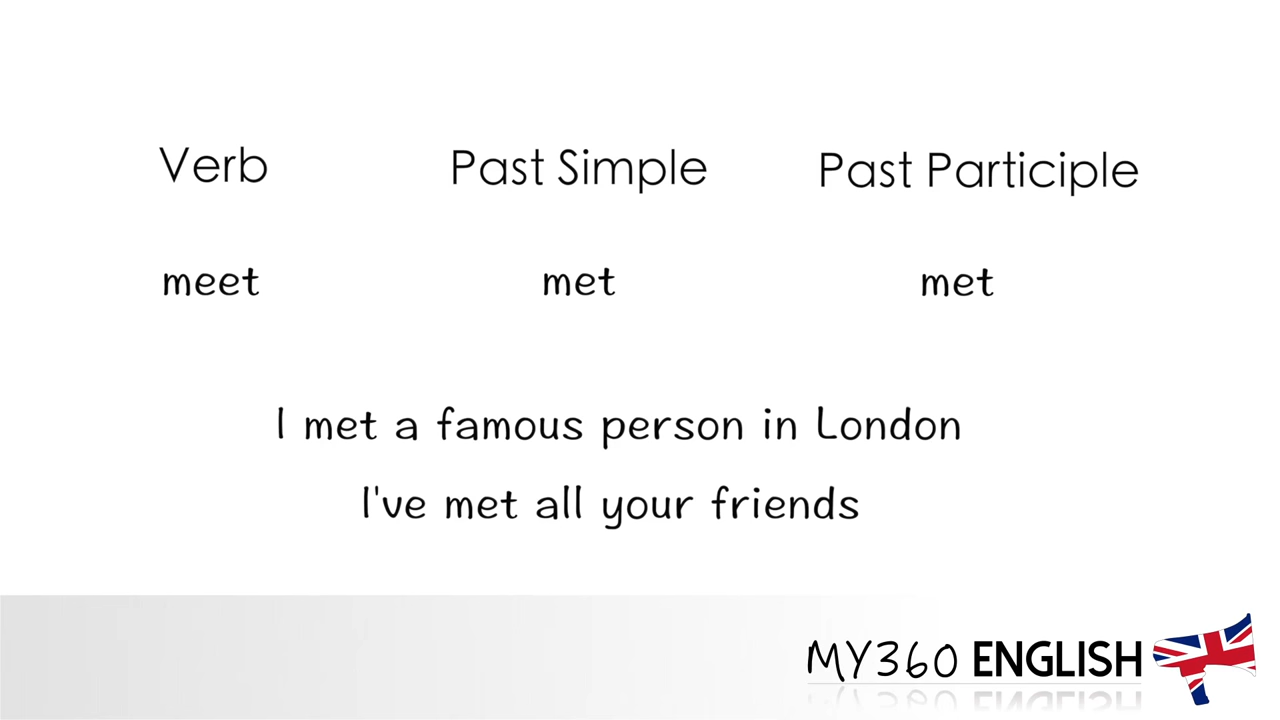 Verb Past Simple Past Participle
meet met met
I met a famous person in London
I've met all your friends
MY360 ENGLISH